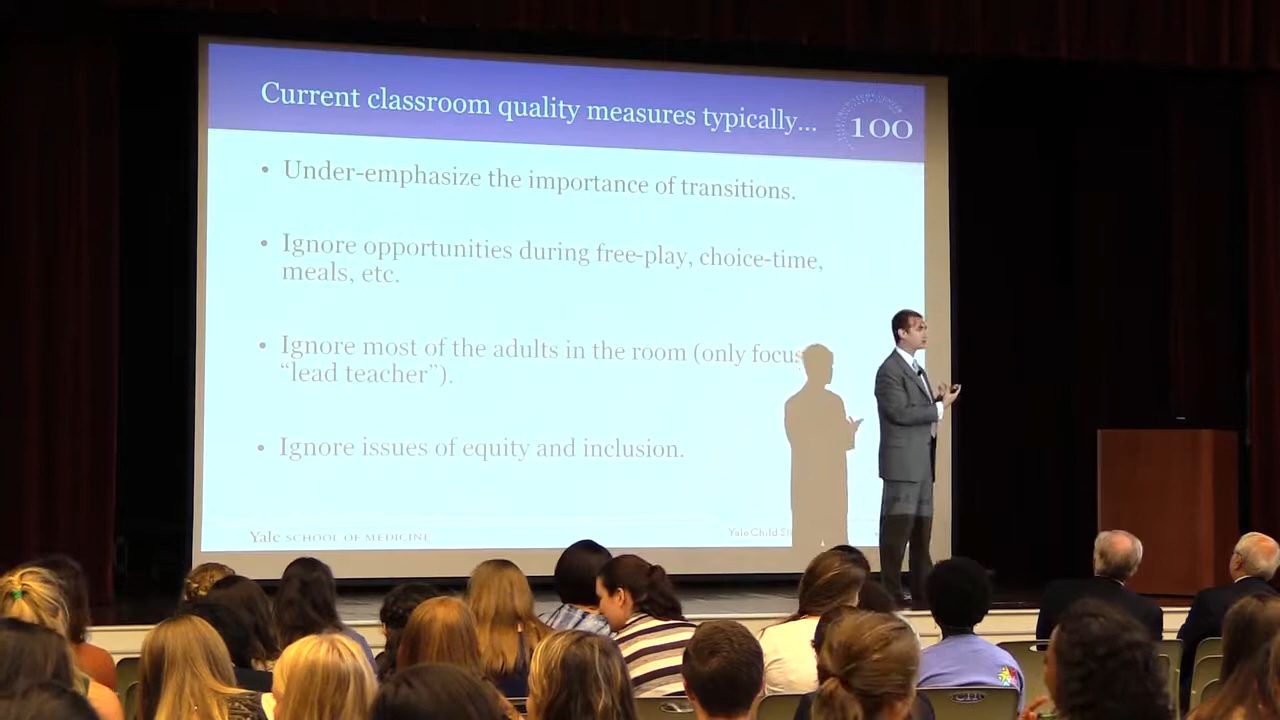 Current classroom quality measures typically...
100
• Under-emphasize the importance of transitions.
• Ignore opportunities during free-play, choice-time,
meals, etc.
• Ignore most of the adults in the room (only focus
“lead teacher”).
• Ignore issues of equity and inclusion.
Yale SCHOOL OF MEDICINE
Yale Child